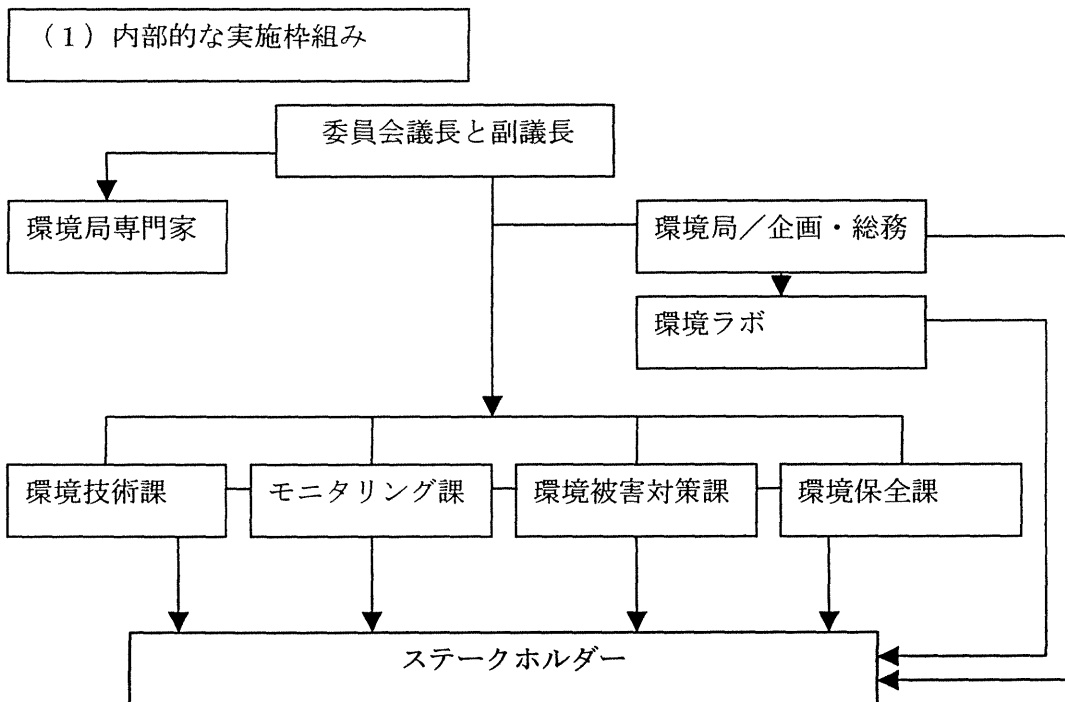 （1）内部的な実施枠組み
委員会議長と副議長
環境局専門家
環境局／企画・総務
環境ラボ
環境技術課
モニタリング課
環境被害対策課
環境保全課
ステークホルダー